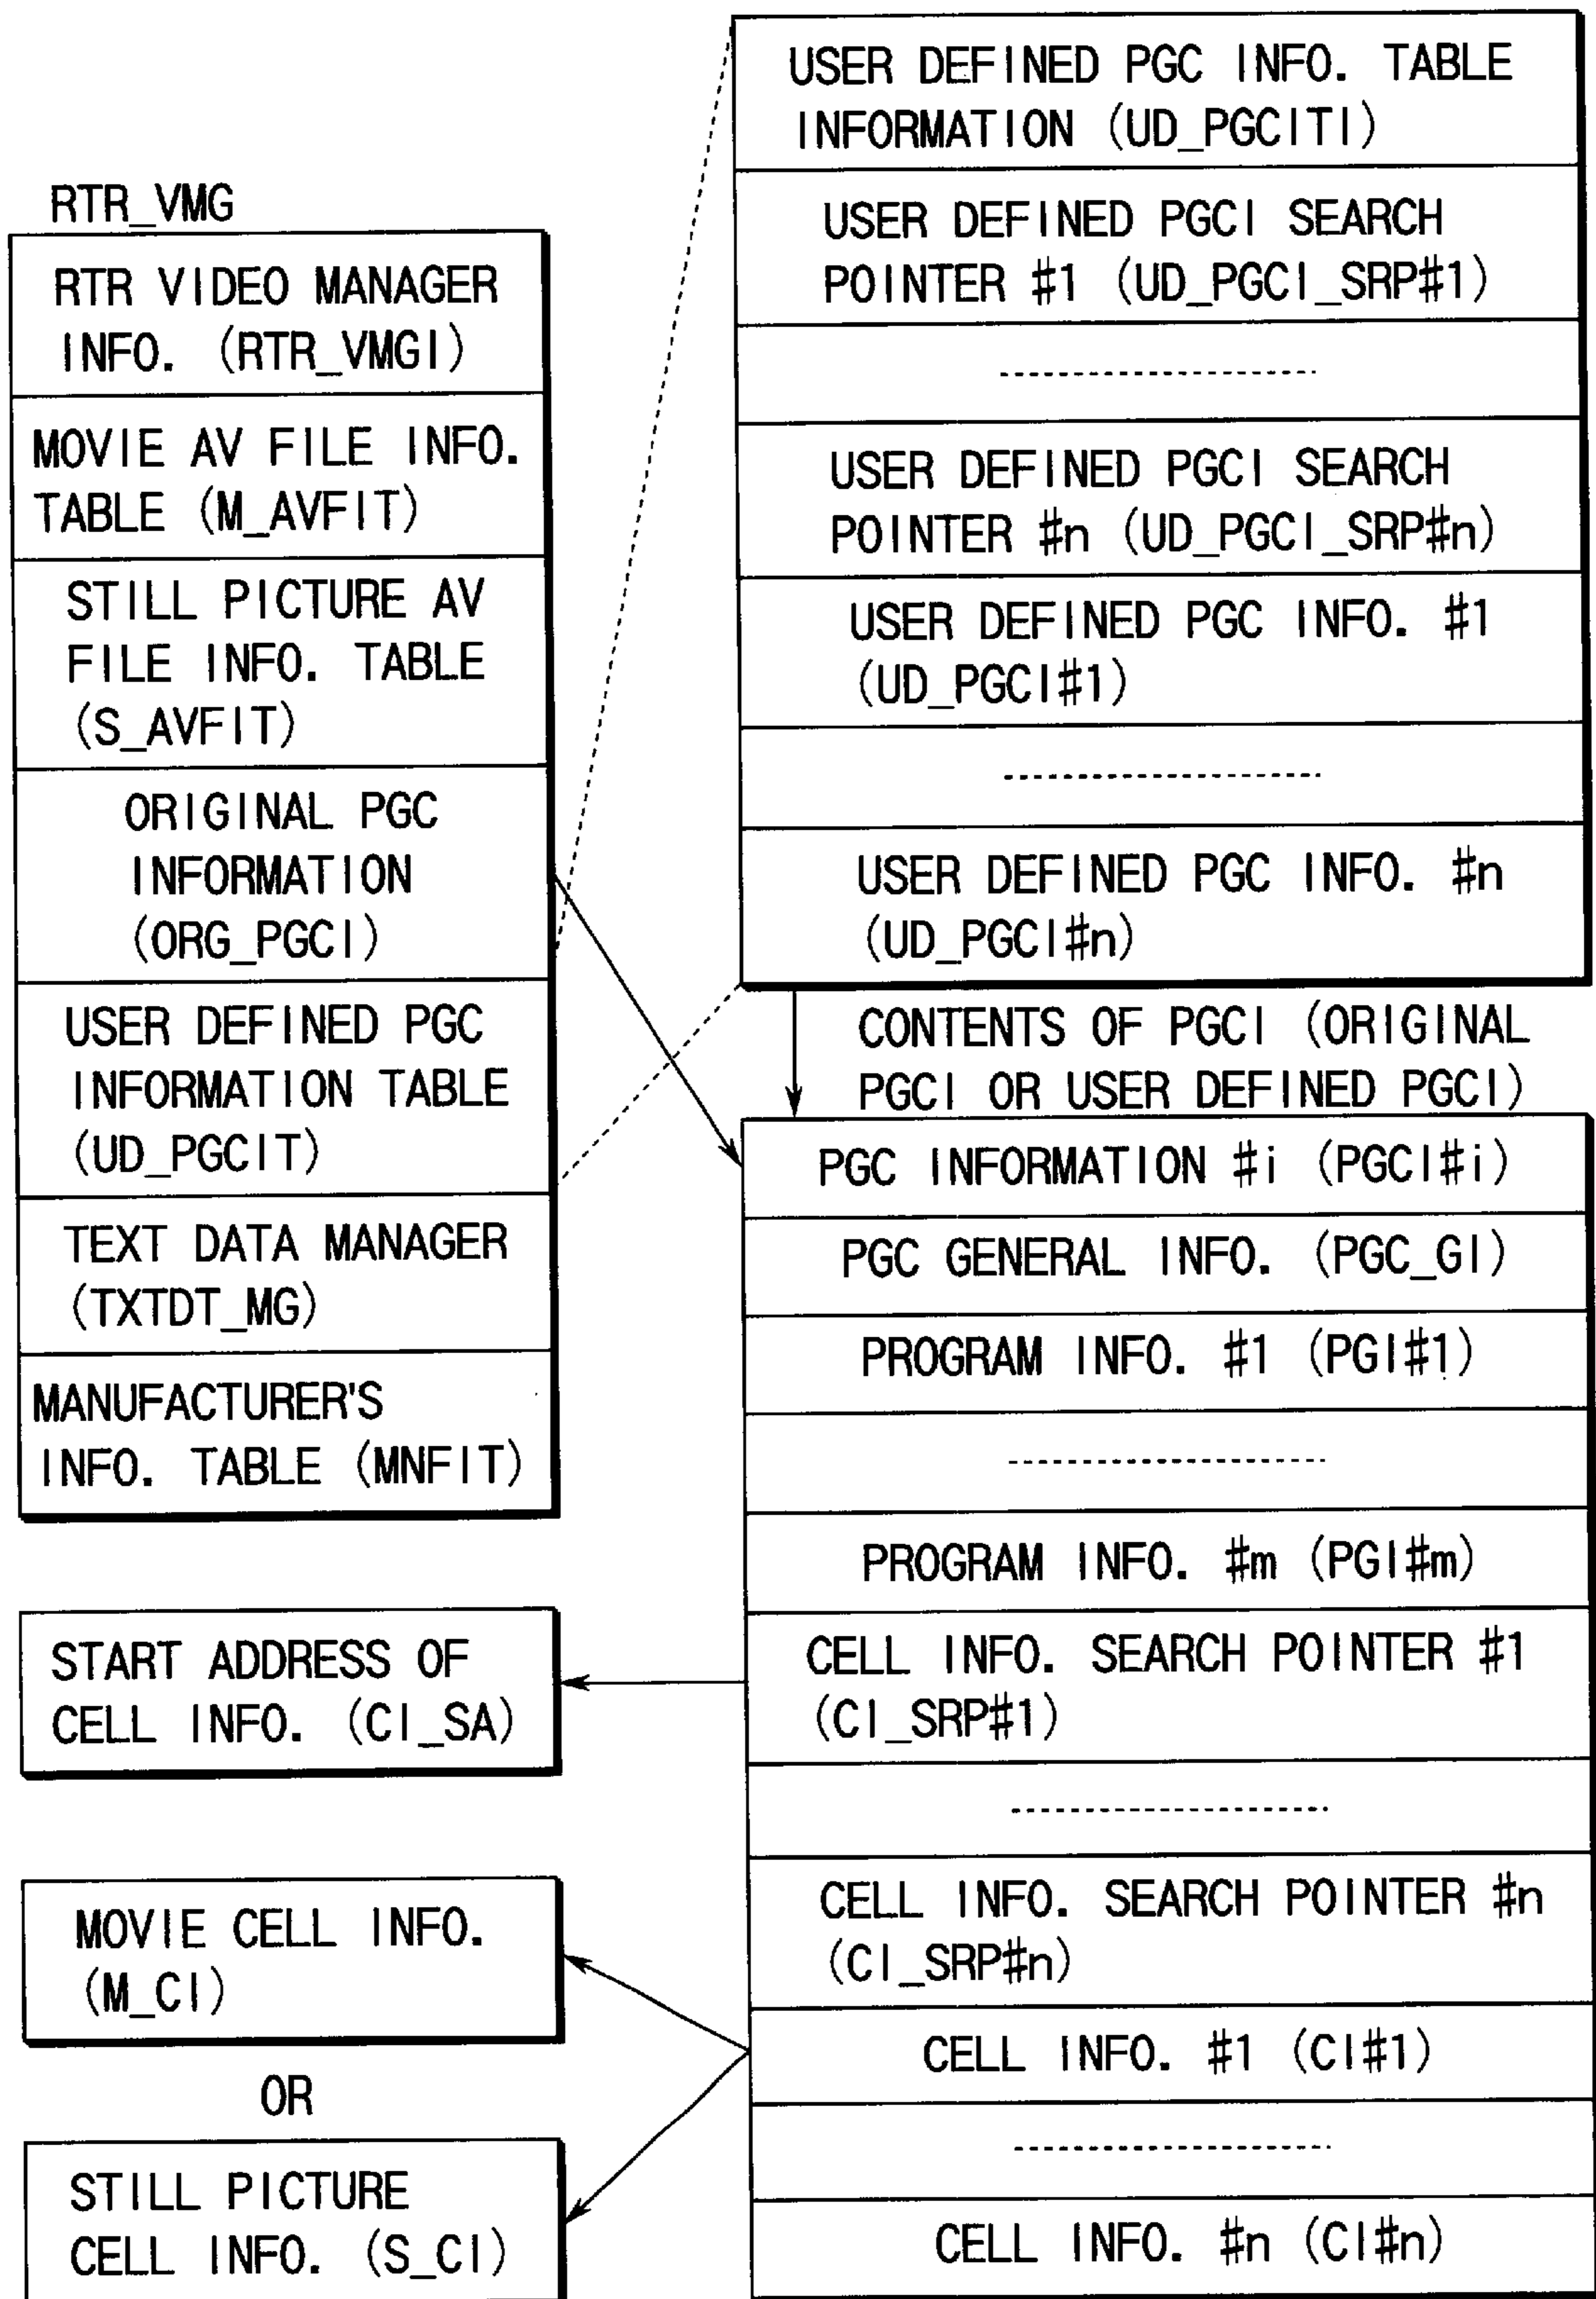 RTR_VMG
RTR VIDEO MANAGER
INFO. (RTR_VMGI)
MOVIE AV FILE INFO.
TABLE (M_AVFIT)
STILL PICTURE AV
FILE INFO. TABLE
(S_AVFIT)
ORIGINAL PGC
INFORMATION
(ORG_PGCI)
USER DEFINED PGC
INFORMATION TABLE
(UD_PGCIT)
TEXT DATA MANAGER
(TXTDT_MG)
MANUFACTURER'S
INFO. TABLE (MNFIT)
USER DEFINED PGC INFO. TABLE
INFORMATION (UD_PGCITI)
USER DEFINED PGCI SEARCH
POINTER #1 (UD_PGCI_SRP#1)
USER DEFINED PGCI SEARCH
POINTER #n (UD_PGCI_SRP#n)
USER DEFINED PGC INFO. #1
(UD_PGCI#1)
USER DEFINED PGC INFO. #n
(UD_PGCI#n)
CONTENTS OF PGCI (ORIGINAL
PGCI OR USER DEFINED PGCI)
PGC INFORMATION #i (PGCI#i)
PGC GENERAL INFO. (PGC_GI)
PROGRAM INFO. #1 (PGI#1)
PROGRAM INFO. #m (PGI#m)
CELL INFO. SEARCH POINTER #1
(CI_SRP#1)
CELL INFO. SEARCH POINTER #n
(CI_SRP#n)
CELL INFO. #1 (CI#1)
CELL INFO. #n (CI#n)
START ADDRESS OF
CELL INFO. (CI_SA)
MOVIE CELL INFO.
(M_CI)
OR
STILL PICTURE
CELL INFO. (S_CI)